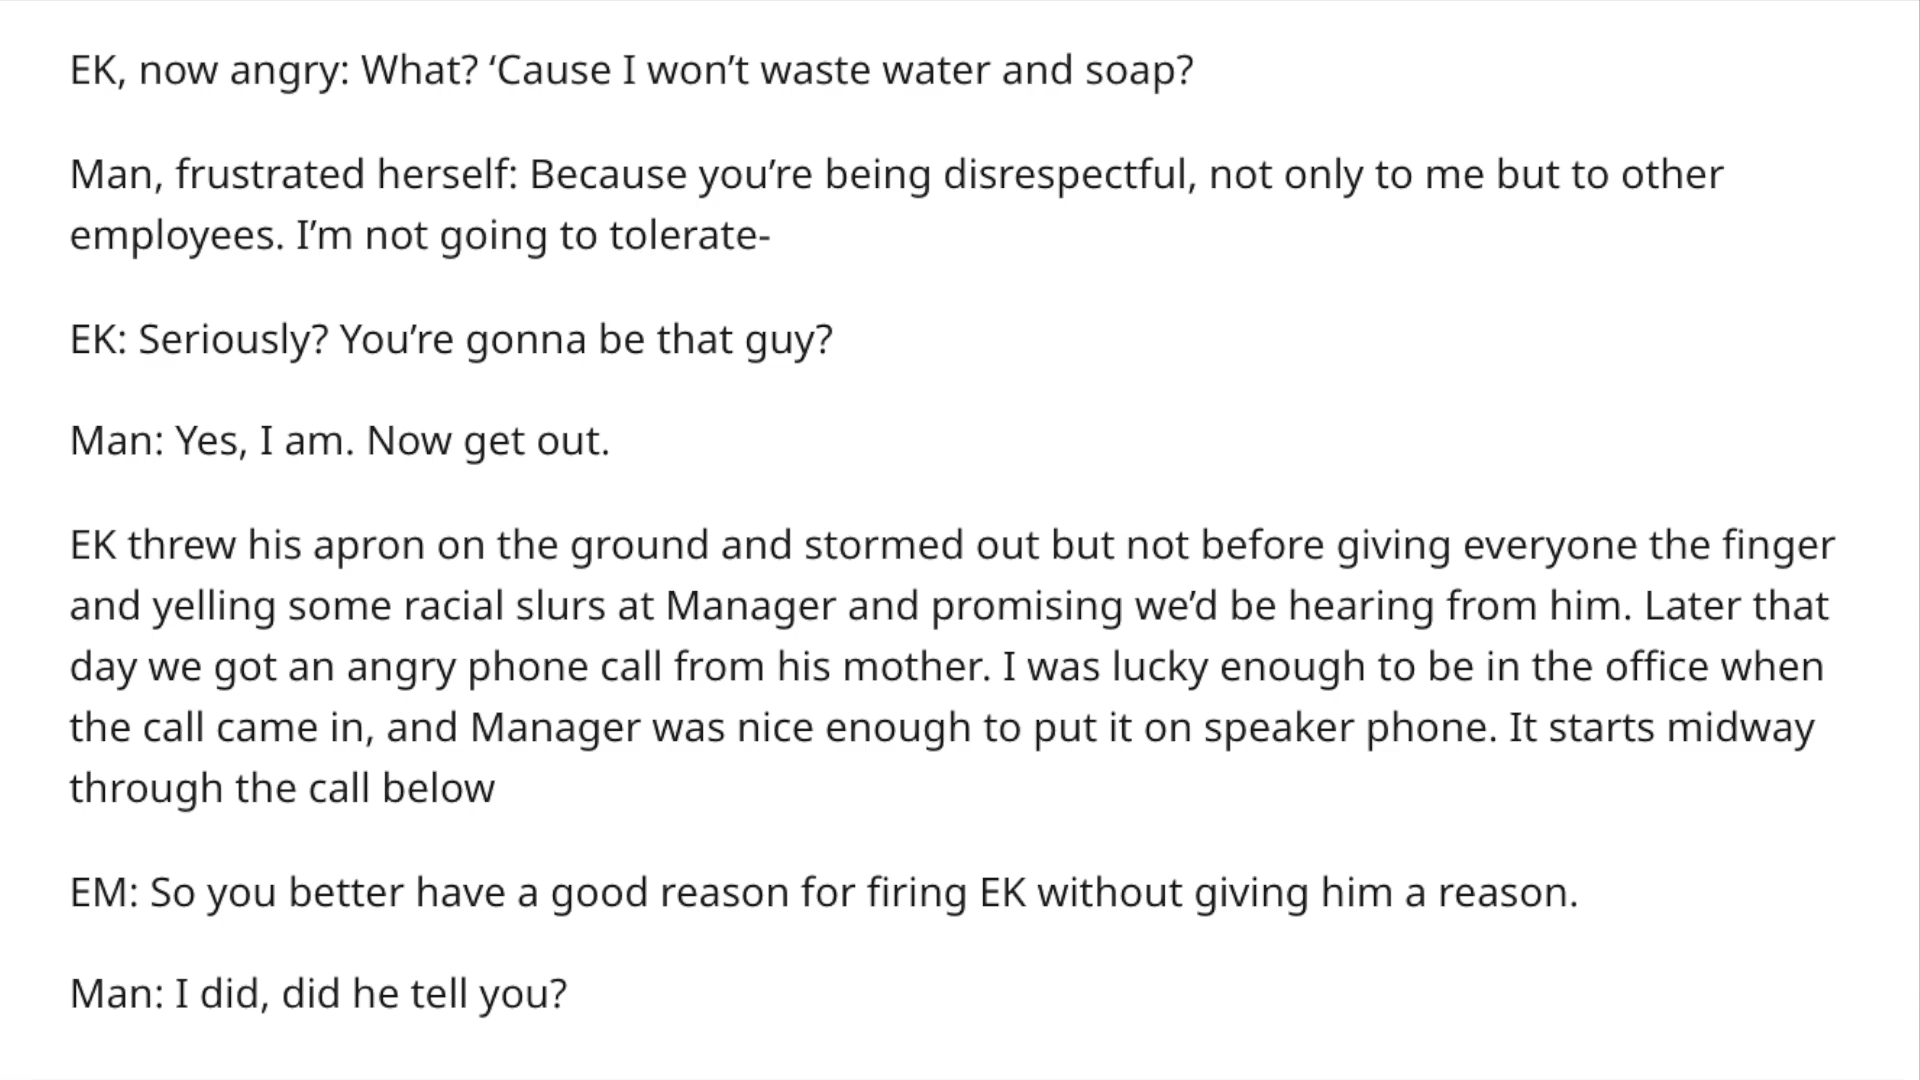 EK, now angry: What? ‘Cause I won’t waste water and soap?
Man, frustrated herself: Because you’re being disrespectful, not only to me but to other
employees. I’m not going to tolerate-
EK: Seriously? You’re gonna be that guy?
Man: Yes, I am. Now get out.
EK threw his apron on the ground and stormed out but not before giving everyone the finger
and yelling some racial slurs at Manager and promising we’d be hearing from him. Later that
day we got an angry phone call from his mother. I was lucky enough to be in the office when
the call came in, and Manager was nice enough to put it on speaker phone. It starts midway
through the call below
EM: So you better have a good reason for firing EK without giving him a reason.
Man: I did, did he tell you?